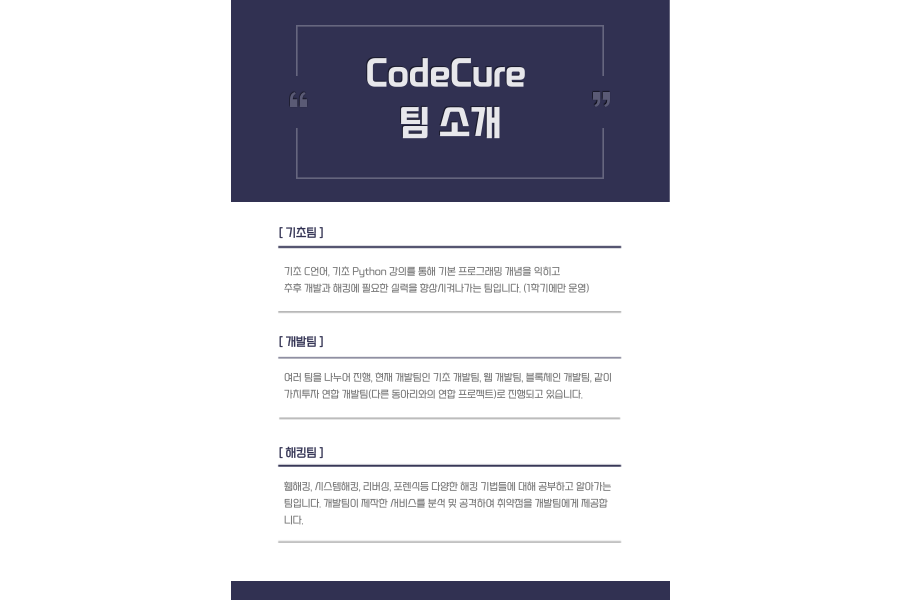 CodeCure
팀 소개
[ 기초팀 ]
기초 C언어, 기초 Python 강의를 통해 기본 프로그래밍 개념을 익히고
추후 개발과 해킹에 필요한 실력을 향상시켜나가는 팀입니다. (1학기에만 운영)
[ 개발팀 ]
여러 팀을 나누어 진행, 현재 개발팀인 기초 개발팀, 웹 개발팀, 블록체인 개발팀, 같이
가치투자 연합 개발팀(다른 동아리와의 연합 프로젝트)로 진행되고 있습니다.
[ 해킹팀 ]
웹해킹, 시스템해킹, 리버싱, 포렌식등 다양한 해킹 기법들에 대해 공부하고 알아가는
팀입니다. 개발팀이 제작한 서비스를 분석 및 공격하여 취약점을 개발팀에게 제공합
니다.